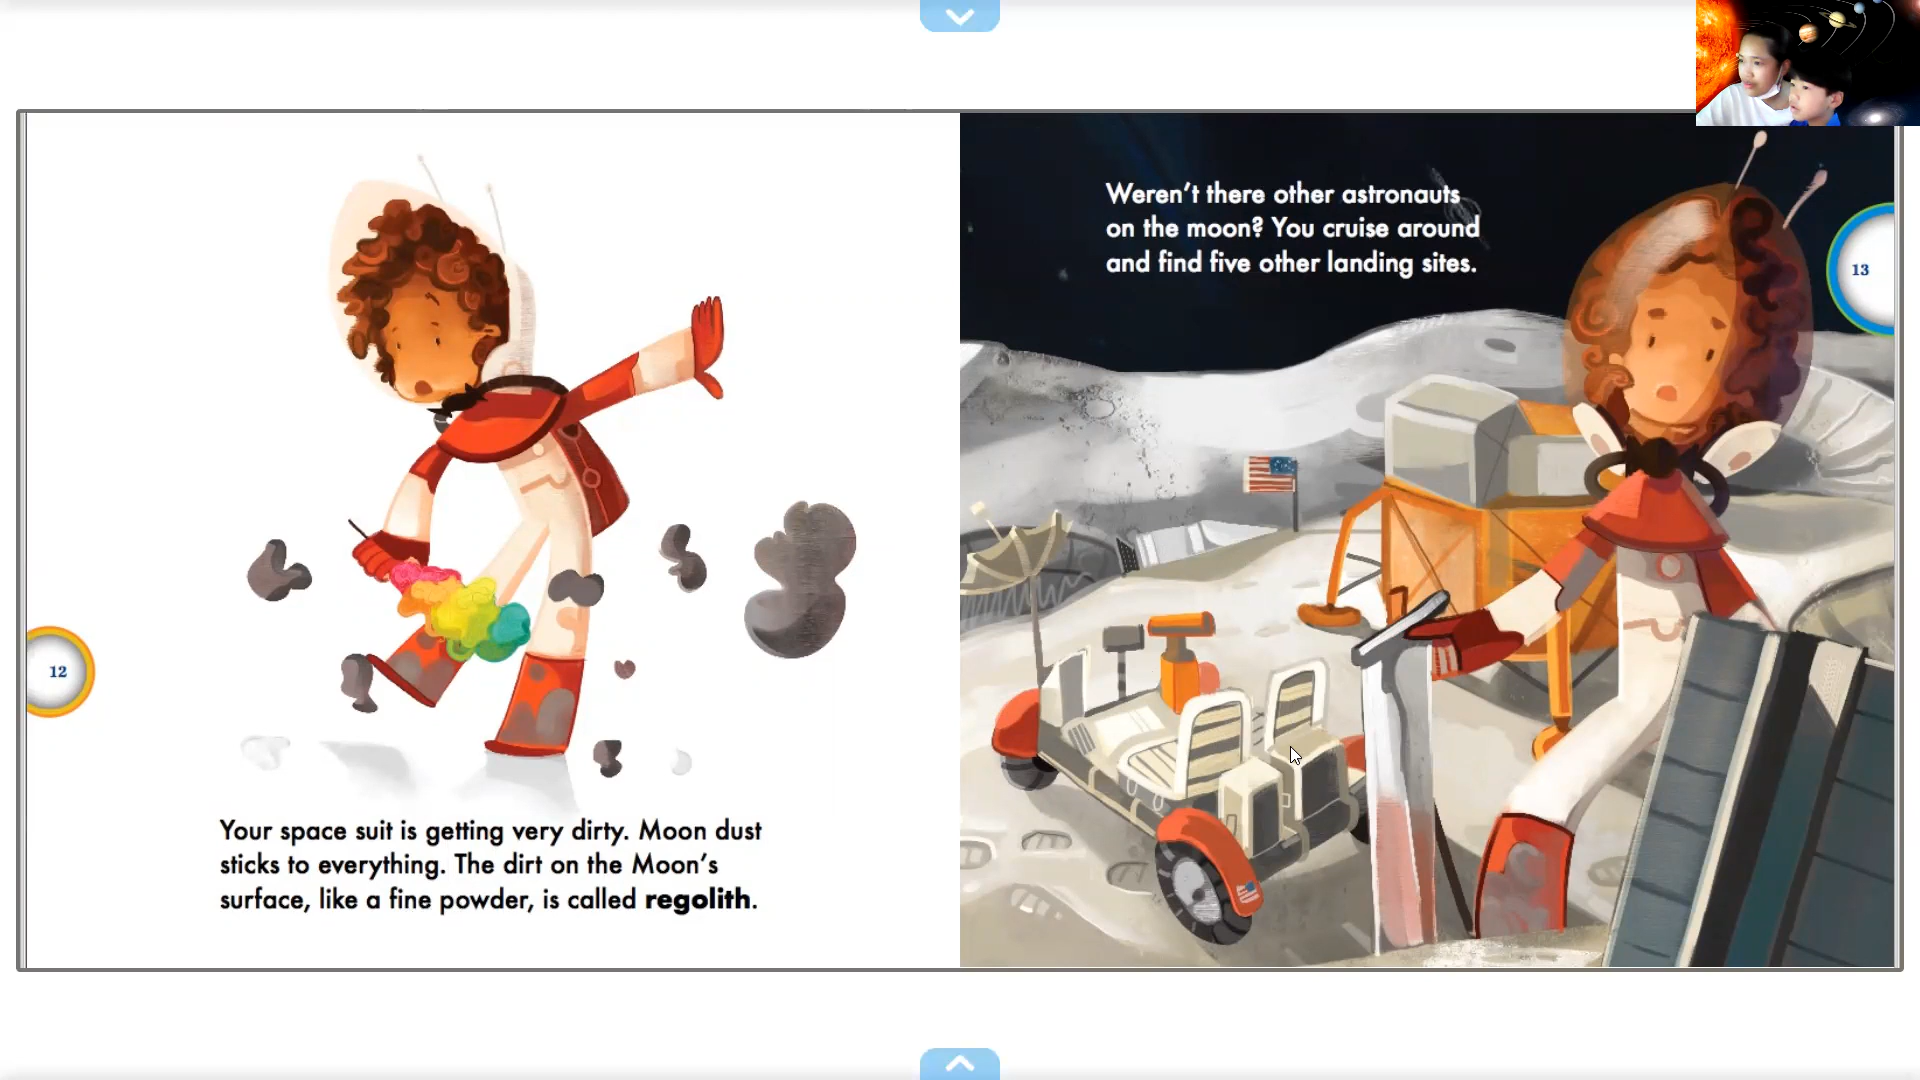 Weren't there other astronauts
on the moon? You cruise around
and find five other landing sites.
13
12
Your space suit is getting very dirty. Moon dust
sticks to everything. The dirt on the Moon's
surface, like a fine powder, is called regolith.